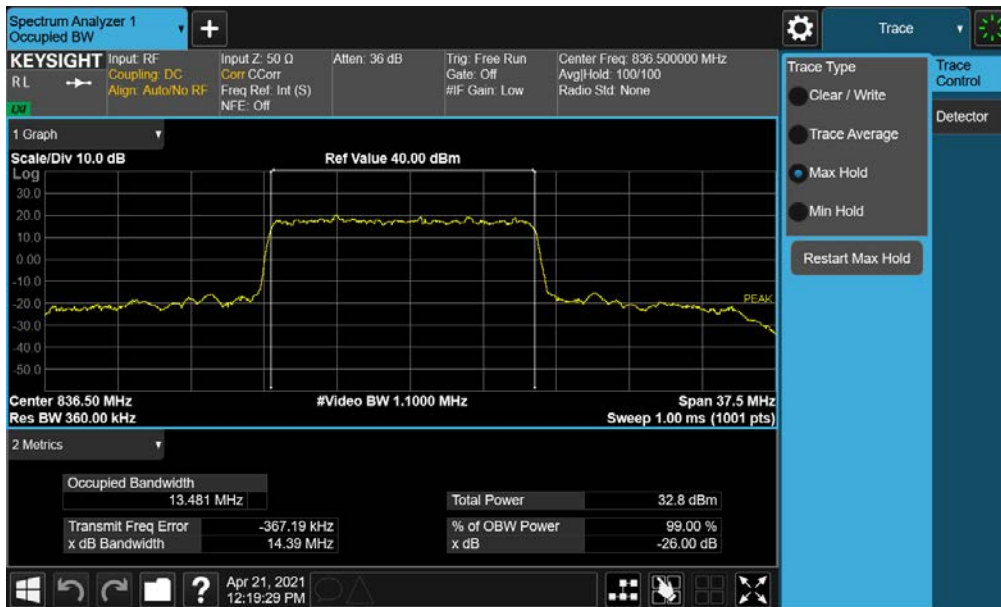 Spectrum Analyzer 1
Occupied BW
+
Trace
KEYSIGHT
R L
LXI
Input: RF
Coupling: DC
Align: Auto/No RF
Input Z: 50 Ω
Corr CCorr
Freq Ref: Int (S)
NFE: Off
Atten: 36 dB
Trig: Free Run
Gate: Off
#IF Gain: Low
Center Freq: 836.500000 MHz
Avg|Hold: 100/100
Radio Std: None
Trace Type
Clear / Write
Trace Average
Max Hold
Min Hold
Restart Max Hold
Trace
Control
Detector
1 Graph
Scale/Div 10.0 dB
Ref Value 40.00 dBm
Log
30.0
20.0
10.0
0.00
-10.0
-20.0
-30.0
-40.0
-50.0
PEAK
Center 836.50 MHz
#Video BW 1.1000 MHz
Span 37.5 MHz
Res BW 360.00 kHz
Sweep 1.00 ms (1001 pts)
2 Metrics
Occupied Bandwidth
13.481 MHz
Total Power 32.8 dBm
Transmit Freq Error -367.19 kHz
% of OBW Power 99.00 %
x dB Bandwidth 14.39 MHz
x dB -26.00 dB
?
Apr 21, 2021
12:19:29 PM